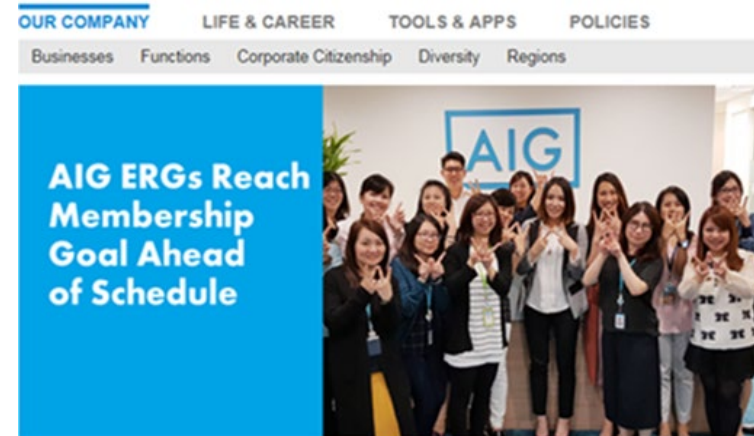 OUR COMPANY LIFE & CAREER TOOLS & APPS POLICIES
Businesses Functions Corporate Citizenship Diversity Regions
AIG ERGs Reach
Membership
Goal Ahead
of Schedule
AIG